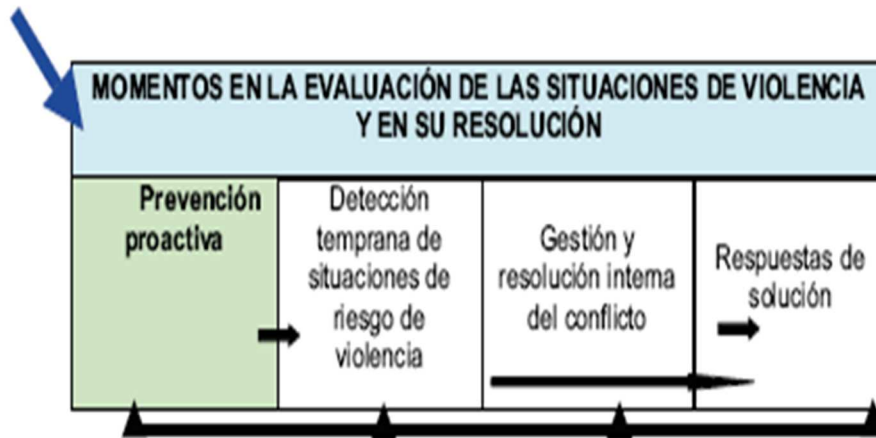 MOMENTOS EN LA EVALUACIÓN DE LAS SITUACIONES DE VIOLENCIA
Y EN SU RESOLUCIÓN
Prevención
proactiva
Detección
temprana de
situaciones de
riesgo de
violencia
Gestión y
resolución interna
del conflicto
Respuestas de
solución